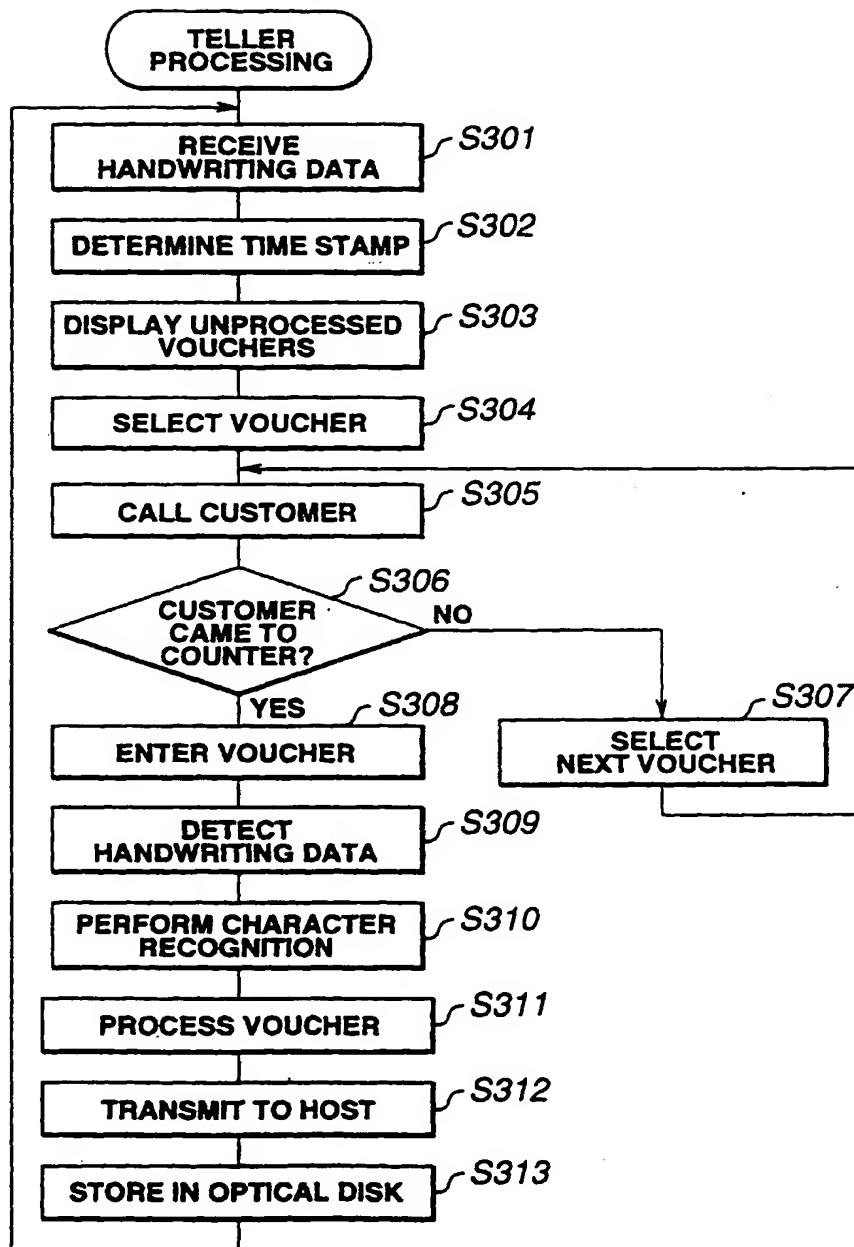 TELLER
PROCESSING
RECEIVE
HANDWRITING DATA
S301
DETERMINE TIME STAMP
S302
DISPLAY UNPROCESSED
VOUCHERS
S303
SELECT VOUCHER
S304
CALL CUSTOMER
S305
CUSTOMER
CAME TO
COUNTER?
S306
NO
YES
SELECT
NEXT VOUCHER
S307
ENTER VOUCHER
S308
DETECT
HANDWRITING DATA
S309
PERFORM CHARACTER
RECOGNITION
S310
PROCESS VOUCHER
S311
TRANSMIT TO HOST
S312
STORE IN OPTICAL DISK
S313